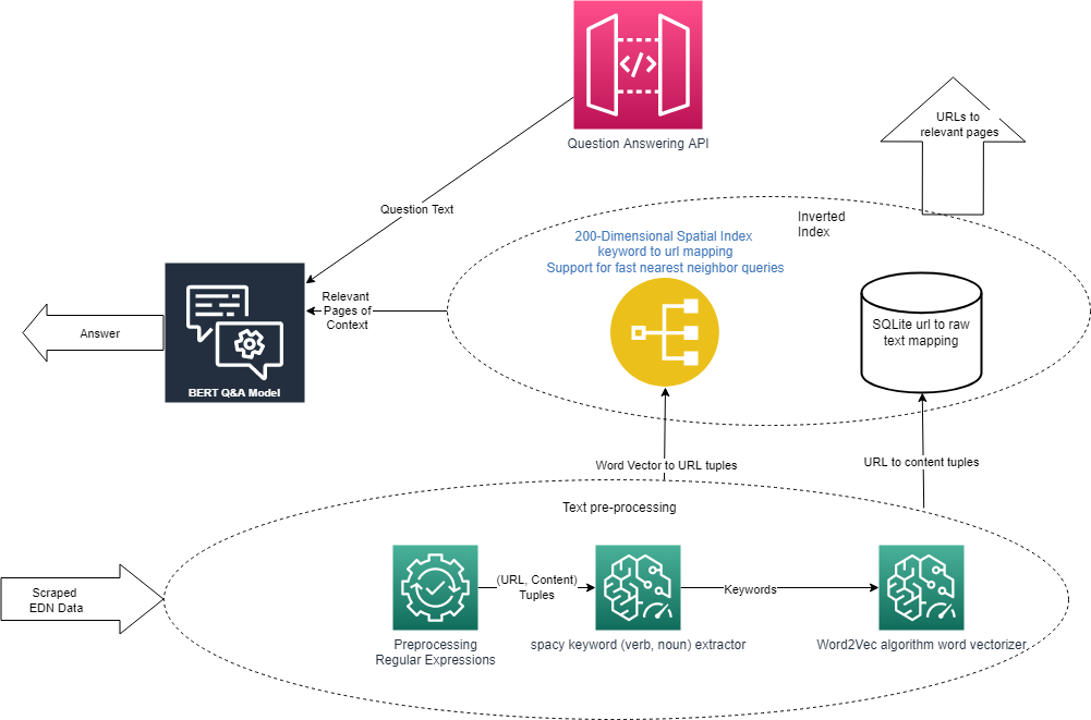 Question Answering API
URLs to
relevant pages
Question Text
Inverted
Index
200-Dimensional Spatial Index
keyword to url mapping
Support for fast nearest neighbor queries
Relevant
Pages of
Context
SQLite url to raw
text mapping
Answer
BERT Q&A Model
Word Vector to URL tuples
URL to content tuples
Text pre-processing
Scraped
EDN Data
(URL, Content)
Tuples
Keywords
Preprocessing
Regular Expressions
spacy keyword (verb, noun) extractor
Word2Vec algorithm word vectorizer